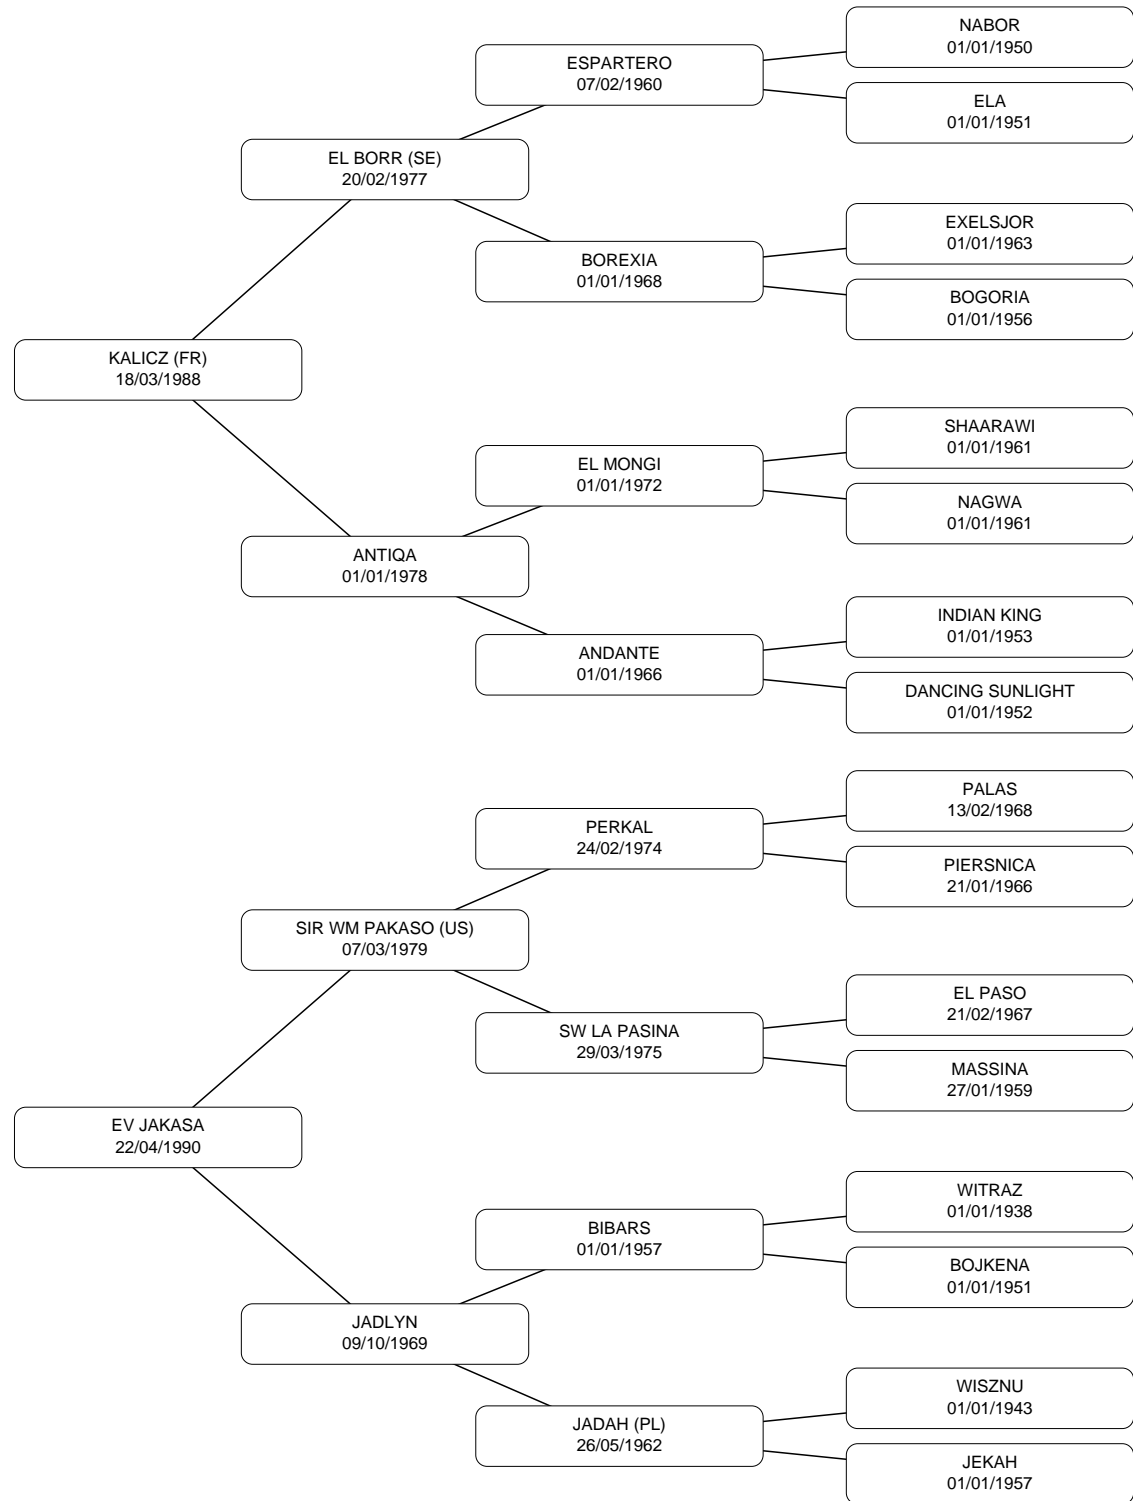 NABOR
01/01/1950
ESPARTERO
07/02/1960
ELA
01/01/1951
EL BORR (SE)
20/02/1977
EXELSJOR
01/01/1963
BOREXIA
01/01/1968
BOGORIA
01/01/1956
KALICZ (FR)
18/03/1988
SHAARAWI
01/01/1961
EL MONGI
01/01/1972
NAGWA
01/01/1961
ANTIQA
01/01/1978
INDIAN KING
01/01/1953
ANDANTE
01/01/1966
DANCING SUNLIGHT
01/01/1952
PALAS
13/02/1968
PERKAL
24/02/1974
PIERSNICA
21/01/1966
SIR WM PAKASO (US)
07/03/1979
EL PASO
21/02/1967
SW LA PASINA
29/03/1975
MASSINA
27/01/1959
EV JAKASA
22/04/1990
WITRAZ
01/01/1938
BIBARS
01/01/1957
BOJKENA
01/01/1951
JADLYN
09/10/1969
WISZNU
01/01/1943
JADAH (PL)
26/05/1962
JEKAH
01/01/1957